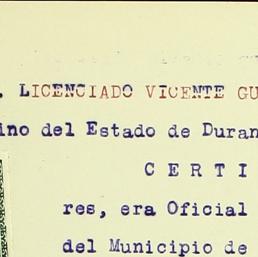 . LICENCIADO VICENTE GU
ino del Estado de Duran
C E R T I
res, era Oficial
del Municipio de